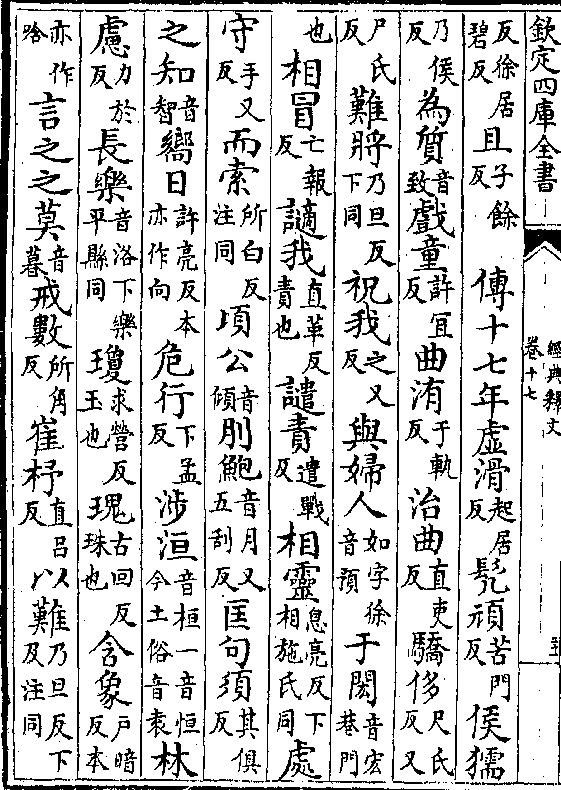 欽定四庫全書
經典釋文
卷十七
反徐居碧反且子餘反 傳十七年虛滑起居反髡頑苦門反侯獳
乃侯反為質音致戲童許宜反曲洧于軌反治曲直吏反驕侈尺氏反又
尸氏反難將乃旦反下同祝我之又反與婦人如字徐音預于閎音宏巷門
也相冒亡報反讁我直革反責也譴責遣戰反相靈息亮反下相施氏同處
守手又反而索所白反注同頃公音傾刖鮑音月又五刮反匡句須其俱反
之知音智嚮日許亮反本亦作向危行下孟反涉洹音桓一音恒今土俗音袁林
慮力於反長樂音洛下樂平縣同瓊求營反玉也瑰古回反珠也含象戶暗反本
亦作唅言之之莫音暮戒數所角反崔杼直呂反以難乃旦反下及注同